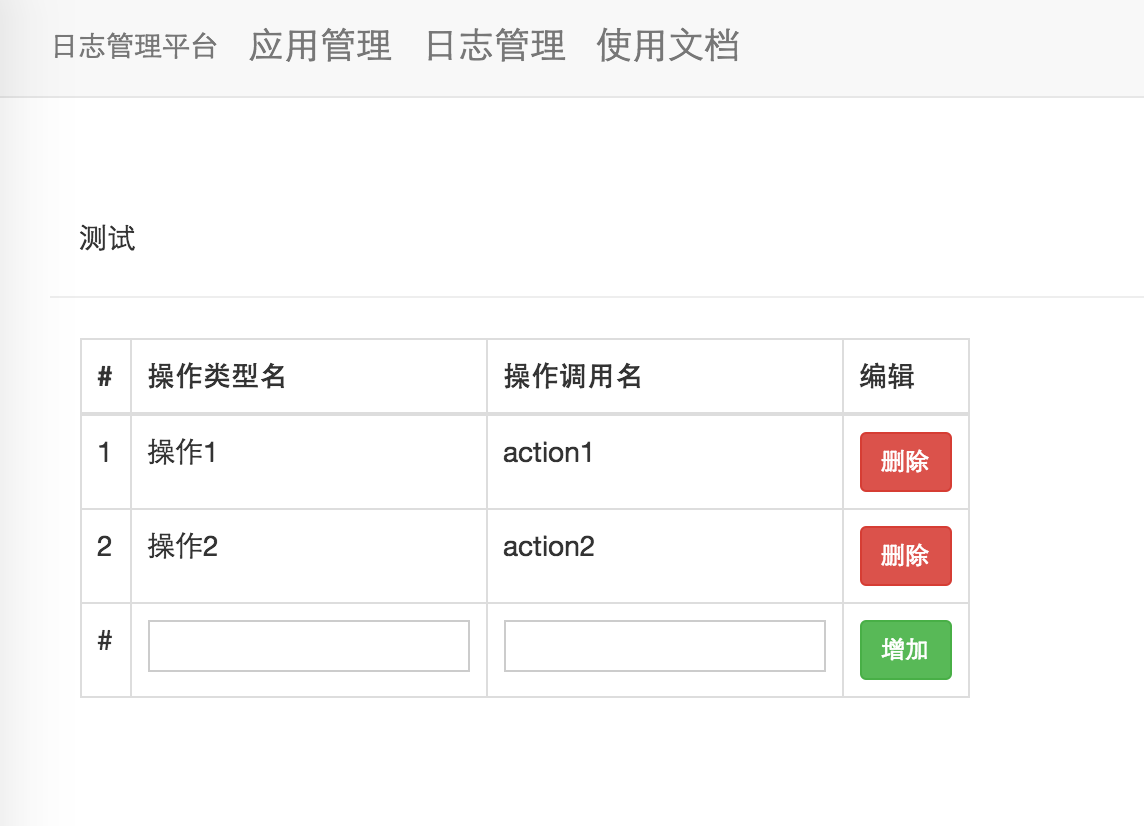 日志管理平台 应用管理 日志管理 使用文档
测试
# 操作类型名 操作调用名 编辑
1 操作1 action1 删除
2 操作2 action2 删除
# 增加